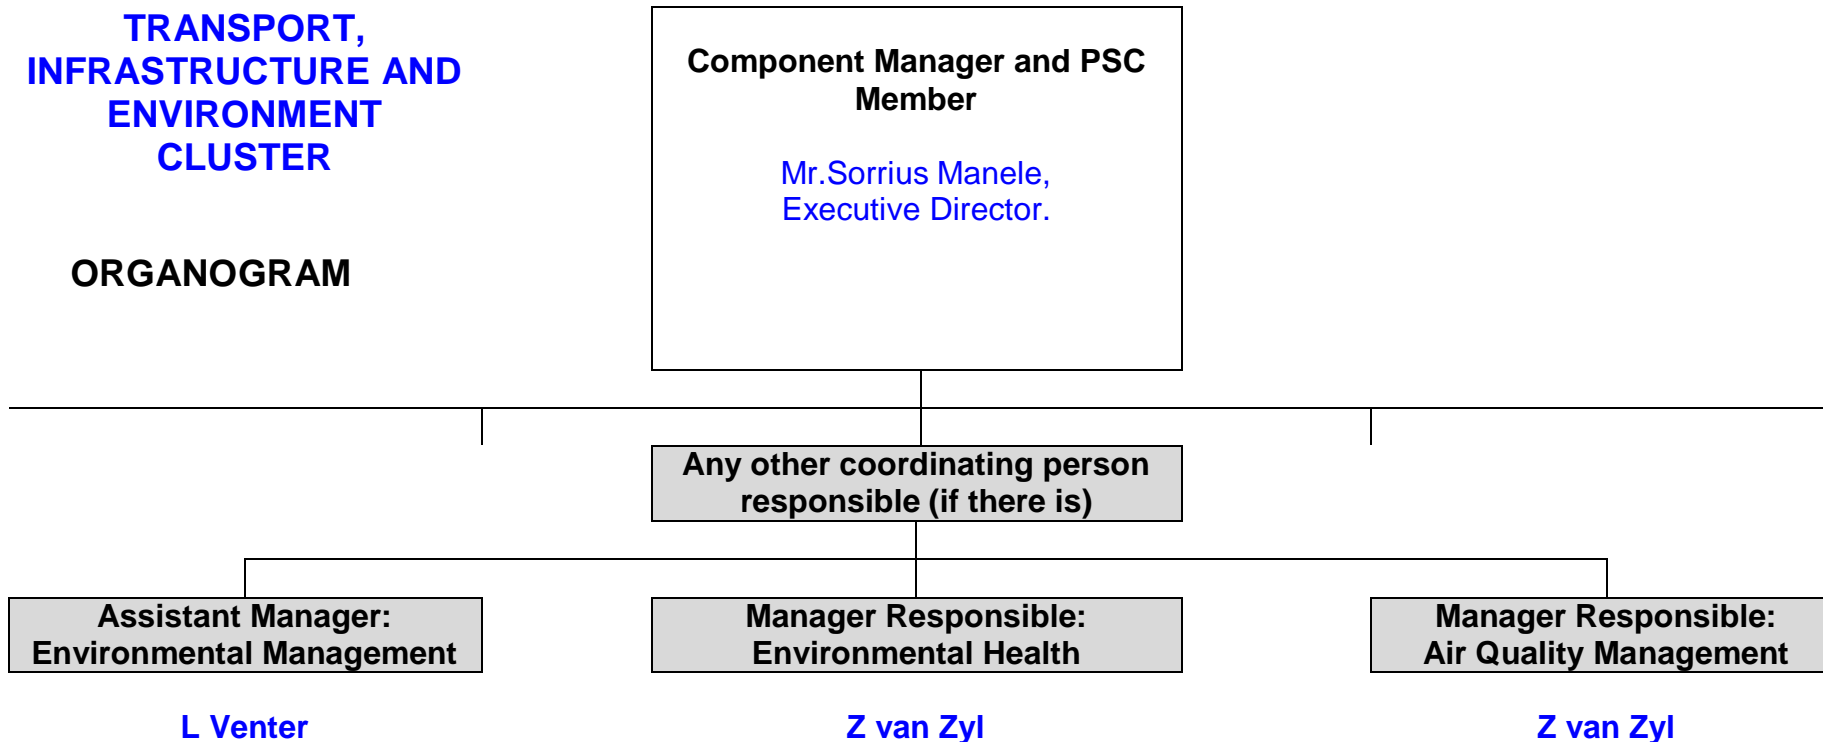 TRANSPORT,
INFRASTRUCTURE AND
ENVIRONMENT
CLUSTER
ORGANOGRAM
Component Manager and PSC
Member
Mr.Sorrius Manele,
Executive Director.
Any other coordinating person
responsible (if there is)
Assistant Manager:
Environmental Management
L Venter
Manager Responsible:
Environmental Health
Z van Zyl
Manager Responsible:
Air Quality Management
Z van Zyl